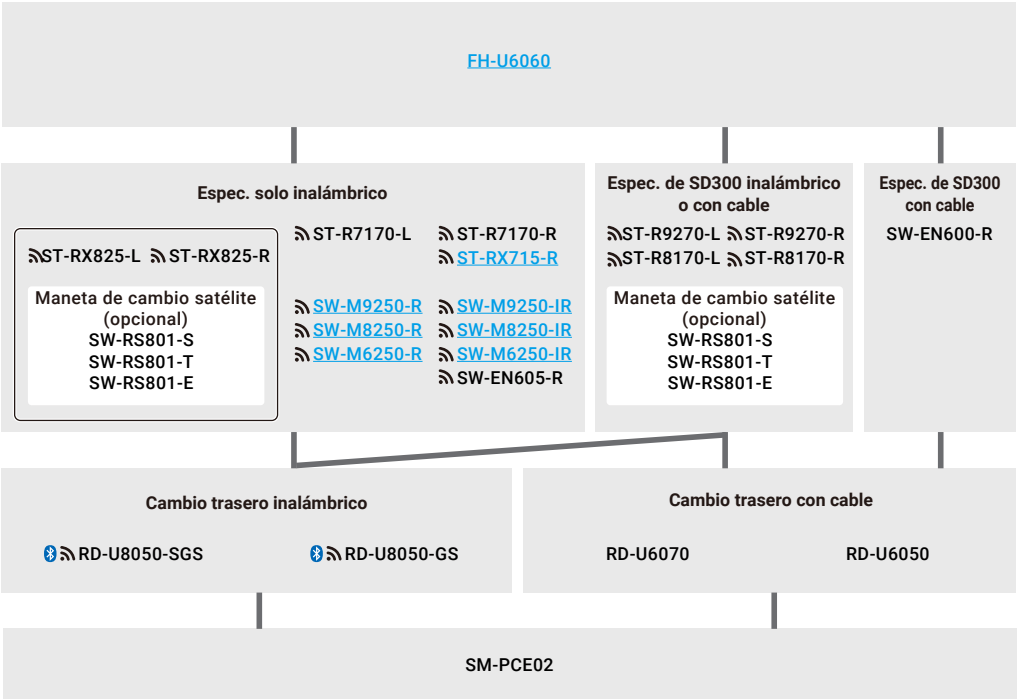 FH-U6060
Espec. solo inalámbrico
ST-RX825-L ST-RX825-R
Maneta de cambio satélite
(opcional)
SW-RS801-S
SW-RS801-T
SW-RS801-E
ST-R7170-L ST-R7170-R
ST-RX715-R
SW-M9250-R SW-M9250-IR
SW-M8250-R SW-M8250-IR
SW-M6250-R SW-M6250-IR
SW-EN605-R
Espec. de SD300 inalámbrico
o con cable
ST-R9270-L ST-R9270-R
ST-R8170-L ST-R8170-R
Maneta de cambio satélite
(opcional)
SW-RS801-S
SW-RS801-T
SW-RS801-E
Espec. de SD300
con cable
SW-EN600-R
Cambio trasero inalámbrico
RD-U8050-SGS RD-U8050-GS
Cambio trasero con cable
RD-U6070 RD-U6050
SM-PCE02